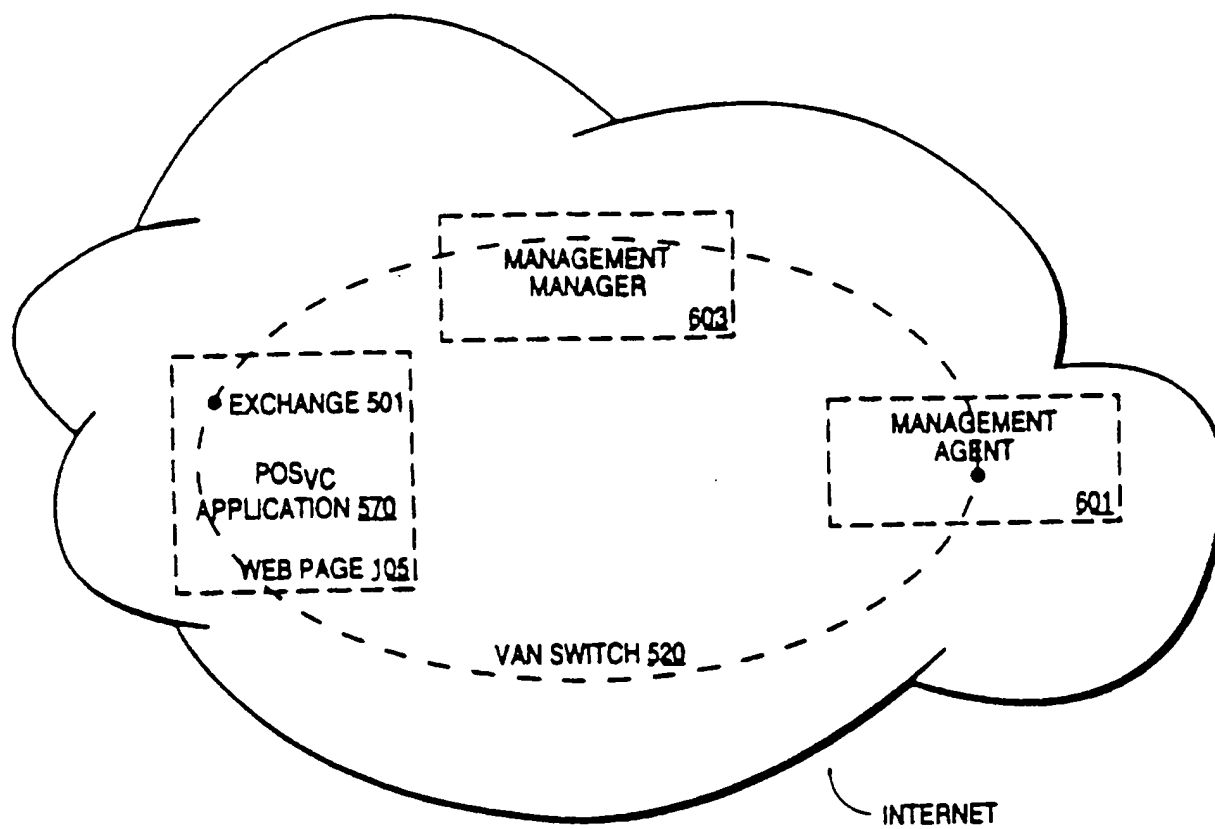 MANAGEMENT
MANAGER
603
EXCHANGE 501
POSVC
APPLICATION 570
WEB PAGE 105
MANAGEMENT
AGENT
601
VAN SWITCH 520
INTERNET